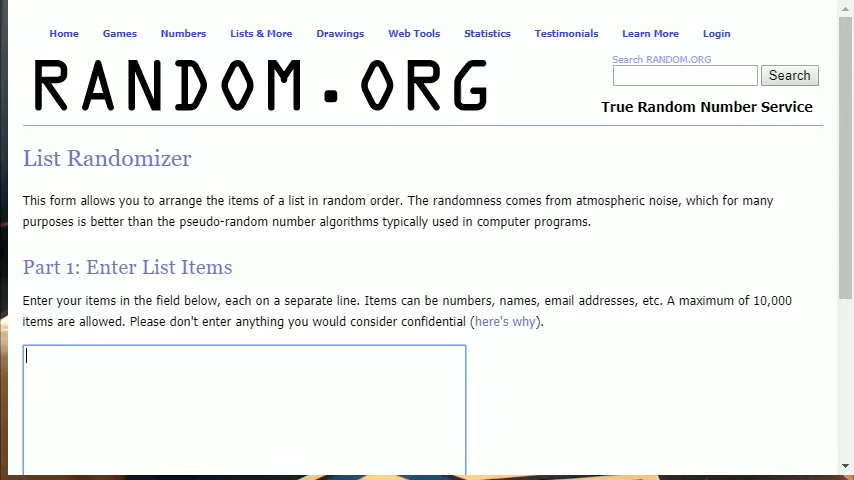 Home Games Numbers Lists & More Drawings Web Tools Statistics Testimonials Learn More Login
RANDOM.ORG
Search RANDOM.ORG
Search
True Random Number Service
List Randomizer
This form allows you to arrange the items of a list in random order. The randomness comes from atmospheric noise, which for many
purposes is better than the pseudo-random number algorithms typically used in computer programs.
Part 1: Enter List Items
Enter your items in the field below, each on a separate line. Items can be numbers, names, email addresses, etc. A maximum of 10,000
items are allowed. Please don't enter anything you would consider confidential (here's why).